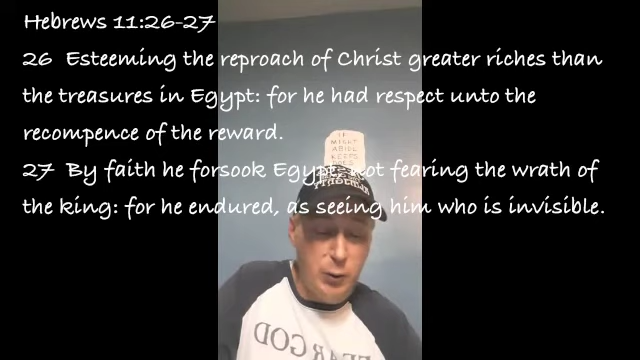 Hebrews 11:26-27
26 Esteeming the reproach of Christ greater riches than
the treasures in Egypt: for he had respect unto the
recompence of the reward.
27 By faith he forsook Egypt, not fearing the wrath of
the king: for he endured, as seeing him who is invisible.
IF
MIGHT
FEAR GOD